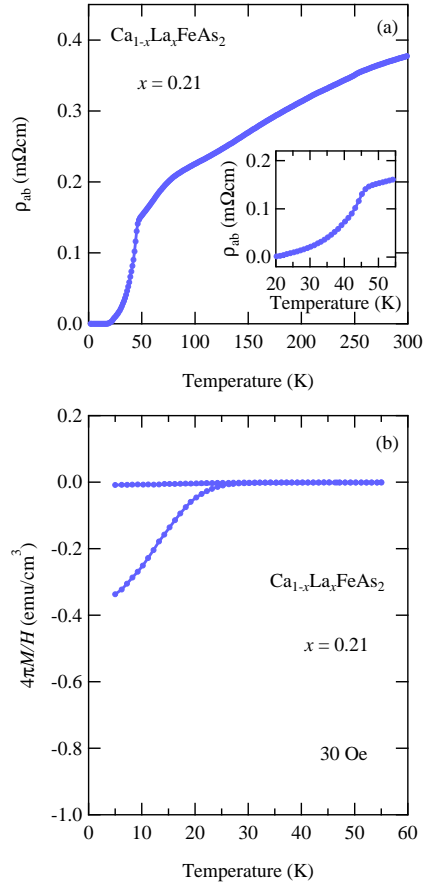 (a)
Ca1-xLaxFeAs2
x = 0.21
ρab (mΩcm)
0.4
0.3
0.2
0.1
0.0
0 50 100 150 200 250 300
Temperature (K)
ρab (mΩcm)
0.2
0.1
0.0
20 30 40 50
Temperature (K)
(b)
4πM/H (emu/cm3)
0.2
0.0
-0.2
-0.4
-0.6
-0.8
-1.0
Ca1-xLaxFeAs2
x = 0.21
30 Oe
0 10 20 30 40 50 60
Temperature (K)